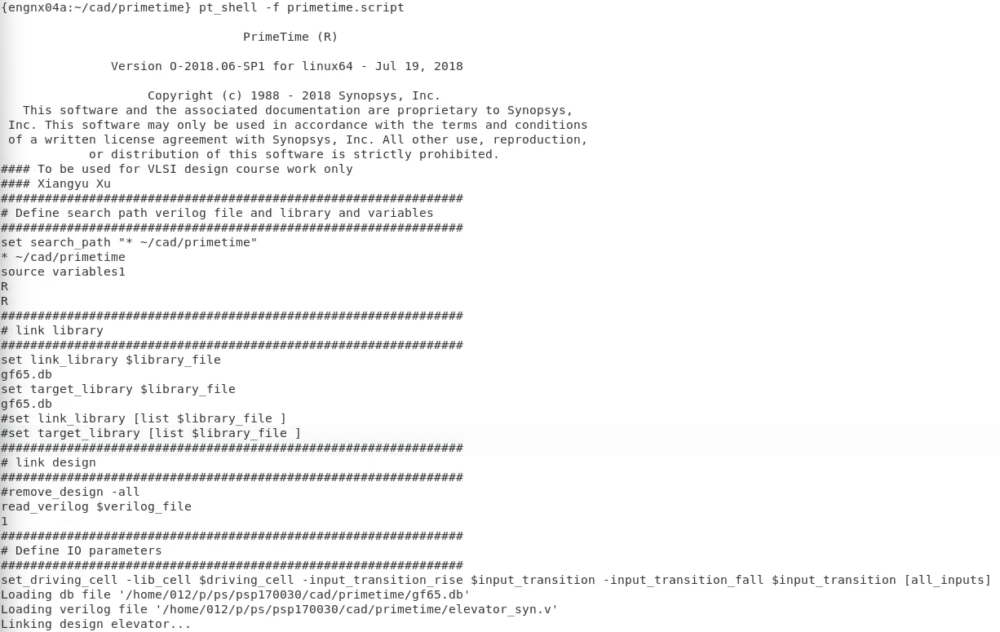 {engnx04a:~/cad/primetime} pt_shell -f primetime.script
PrimeTime (R)
Version O-2018.06-SP1 for linux64 - Jul 19, 2018
Copyright (c) 1988 - 2018 Synopsys, Inc.
This software and the associated documentation are proprietary to Synopsys,
Inc. This software may only be used in accordance with the terms and conditions
of a written license agreement with Synopsys, Inc. All other use, reproduction,
or distribution of this software is strictly prohibited.
#### To be used for VLSI design course work only
#### Xiangyu Xu
###############################################################
# Define search path verilog file and library and variables
###############################################################
set search_path "* ~/cad/primetime"
* ~/cad/primetime
source variables1
R
R
###############################################################
# link library
###############################################################
set link_library $library_file
gf65.db
set target_library $library_file
gf65.db
#set link_library [list $library_file ]
#set target_library [list $library_file ]
###############################################################
# link design
###############################################################
#remove_design -all
read_verilog $verilog_file
1
###############################################################
# Define IO parameters
###############################################################
set_driving_cell -lib_cell $driving_cell -input_transition_rise $input_transition -input_transition_fall $input_transition [all_inputs]
Loading db file '/home/012/p/ps/psp170030/cad/primetime/gf65.db'
Loading verilog file '/home/012/p/ps/psp170030/cad/primetime/elevator_syn.v'
Linking design elevator...